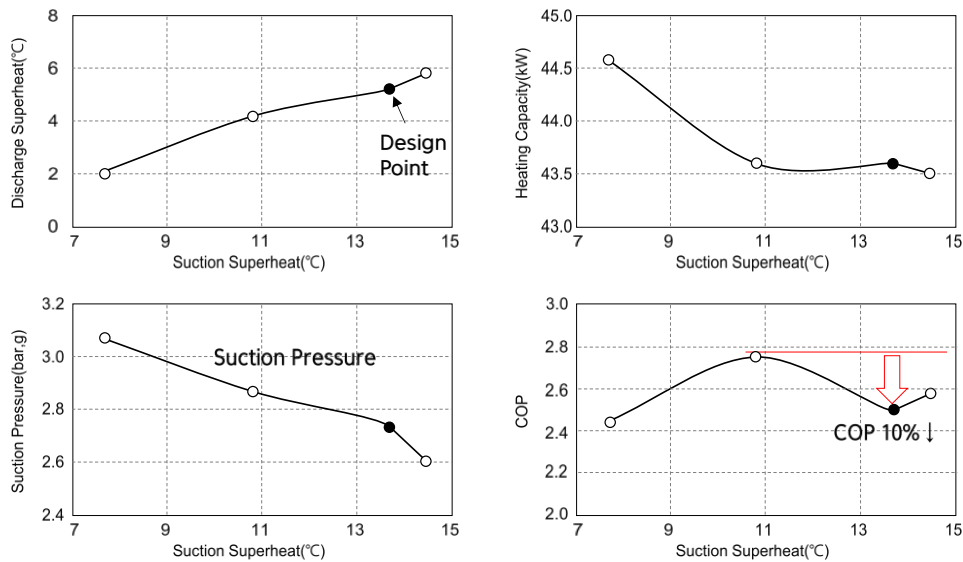 8
6
4
2
0
Discharge Superheat(℃)
Design
Point
7 9 11 13 15
Suction Superheat(℃)
45.0
44.5
44.0
43.5
43.0
Heating Capacity(kW)
7 9 11 13 15
Suction Superheat(℃)
3.2
3.0
2.8
2.6
2.4
Suction Pressure(bar,g)
Suction Pressure
7 9 11 13 15
Suction Superheat(℃)
3.0
2.8
2.6
2.4
2.2
2.0
COP
COP 10%↓
7 9 11 13 15
Suction Superheat(℃)